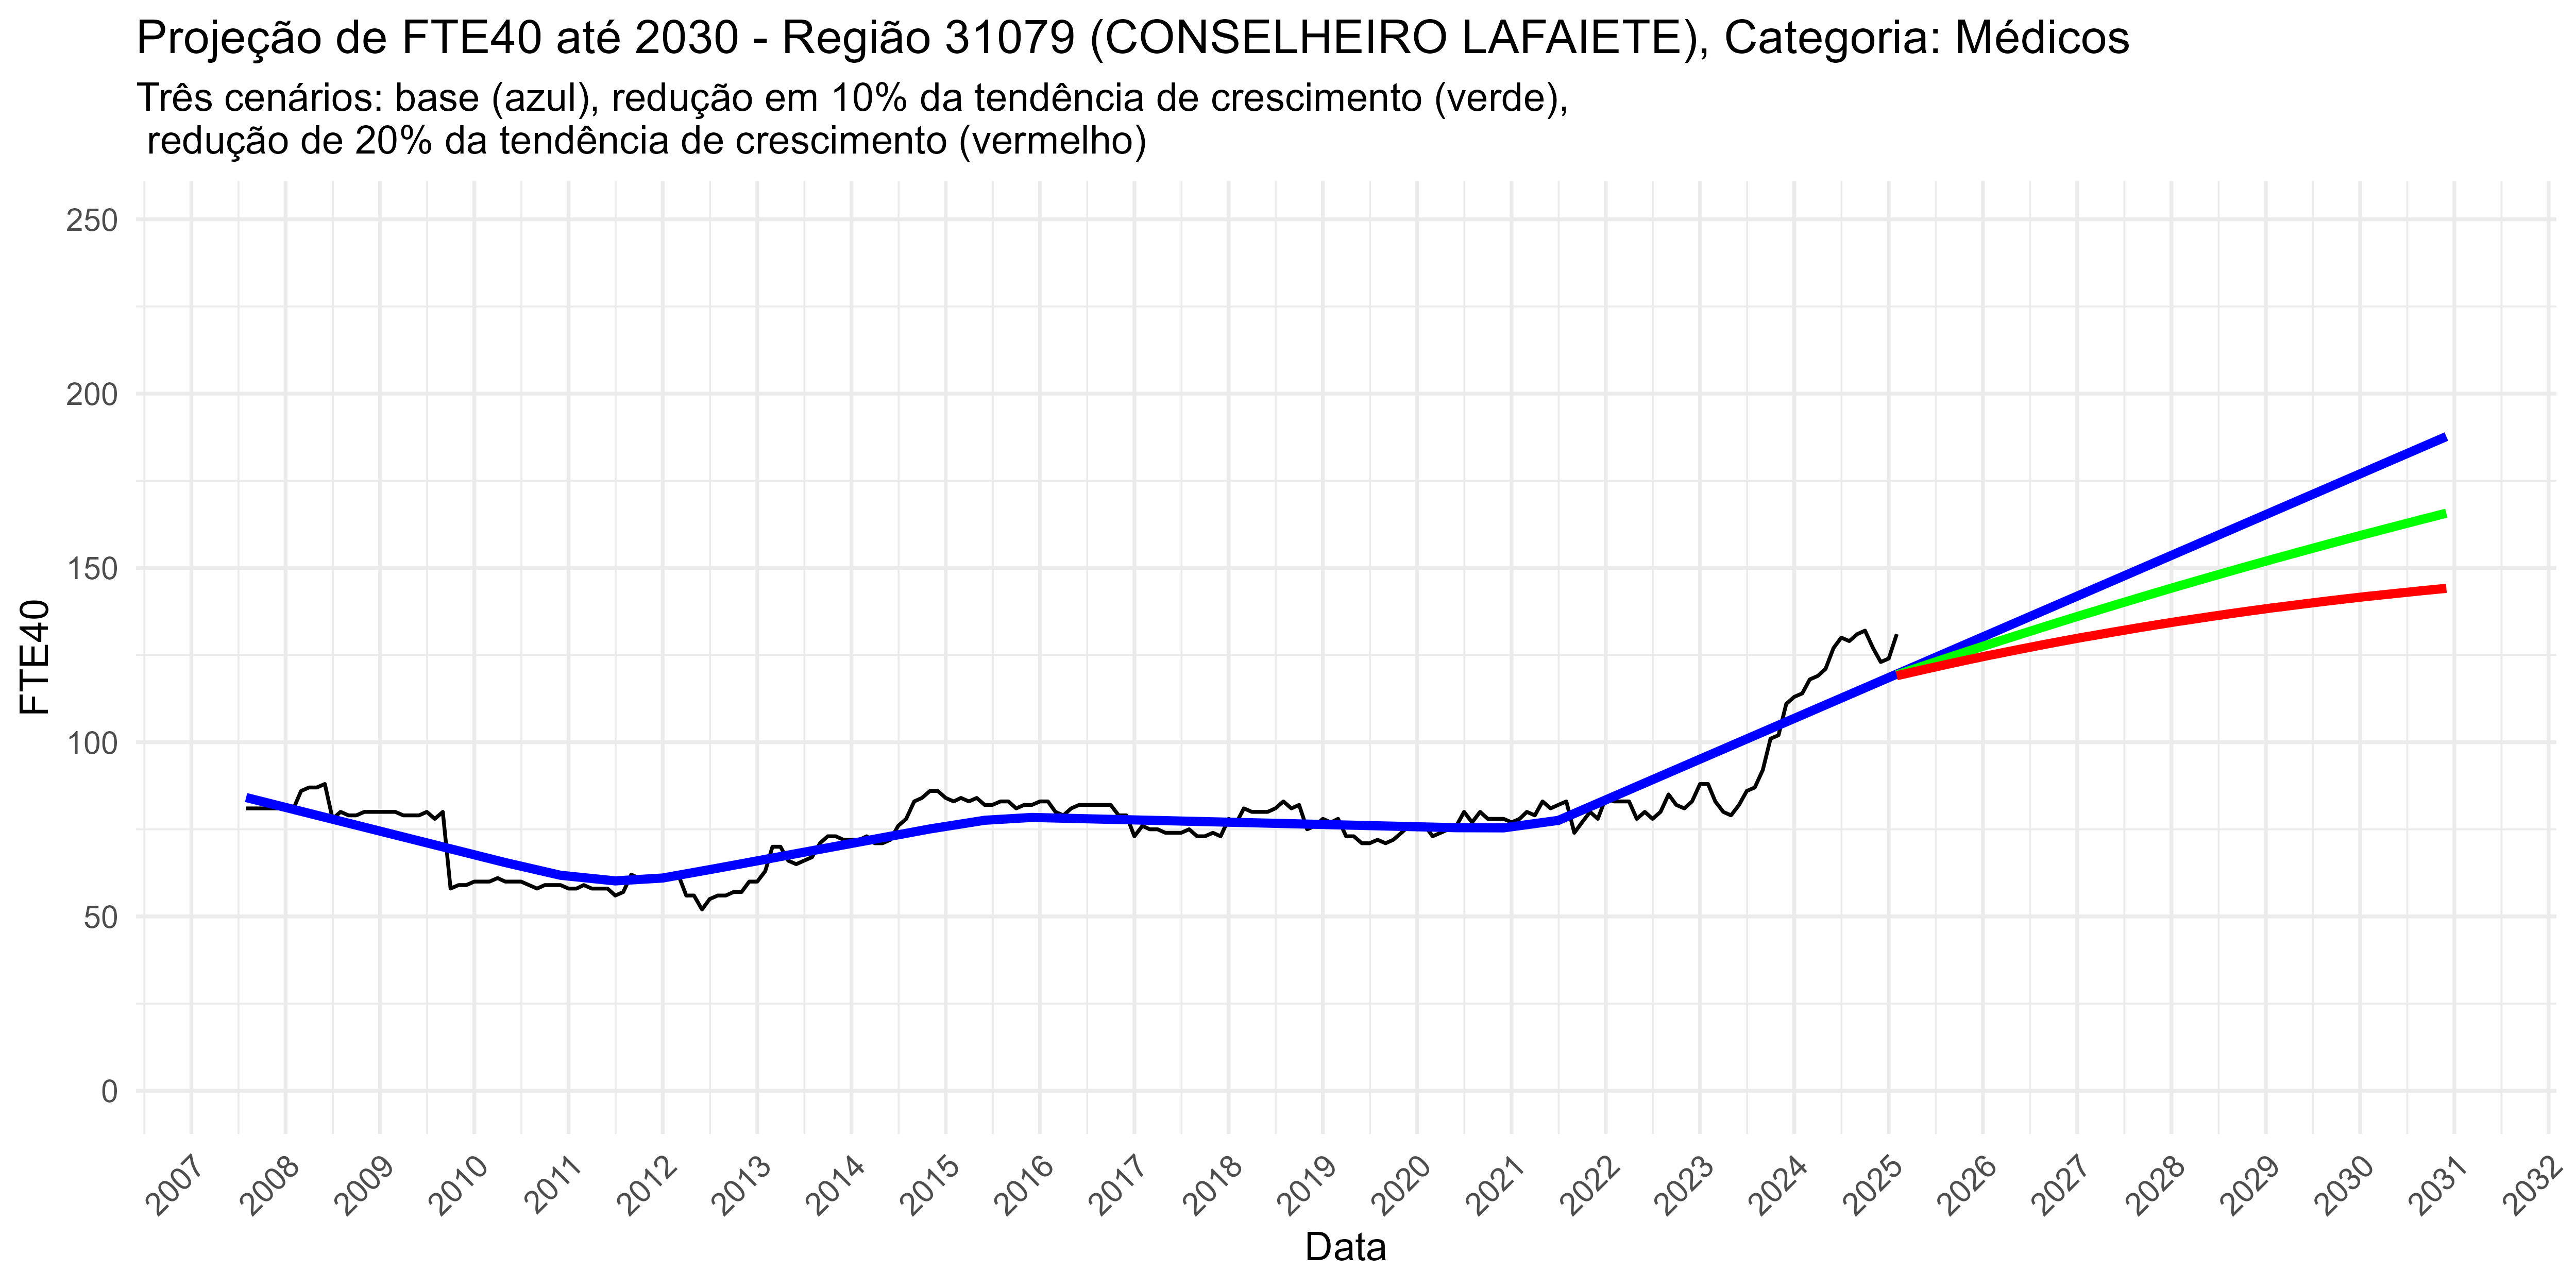 Projeção de FTE40 até 2030 - Região 31079 (CONSELHEIRO LAFAIETE), Categoria: Médicos
Três cenários: base (azul), redução em 10% da tendência de crescimento (verde),
redução de 20% da tendência de crescimento (vermelho)
FTE40
250
200
150
100
50
0
2007 2008 2009 2010 2011 2012 2013 2014 2015 2016 2017 2018 2019 2020 2021 2022 2023 2024 2025 2026 2027 2028 2029 2030 2031 2032
Data